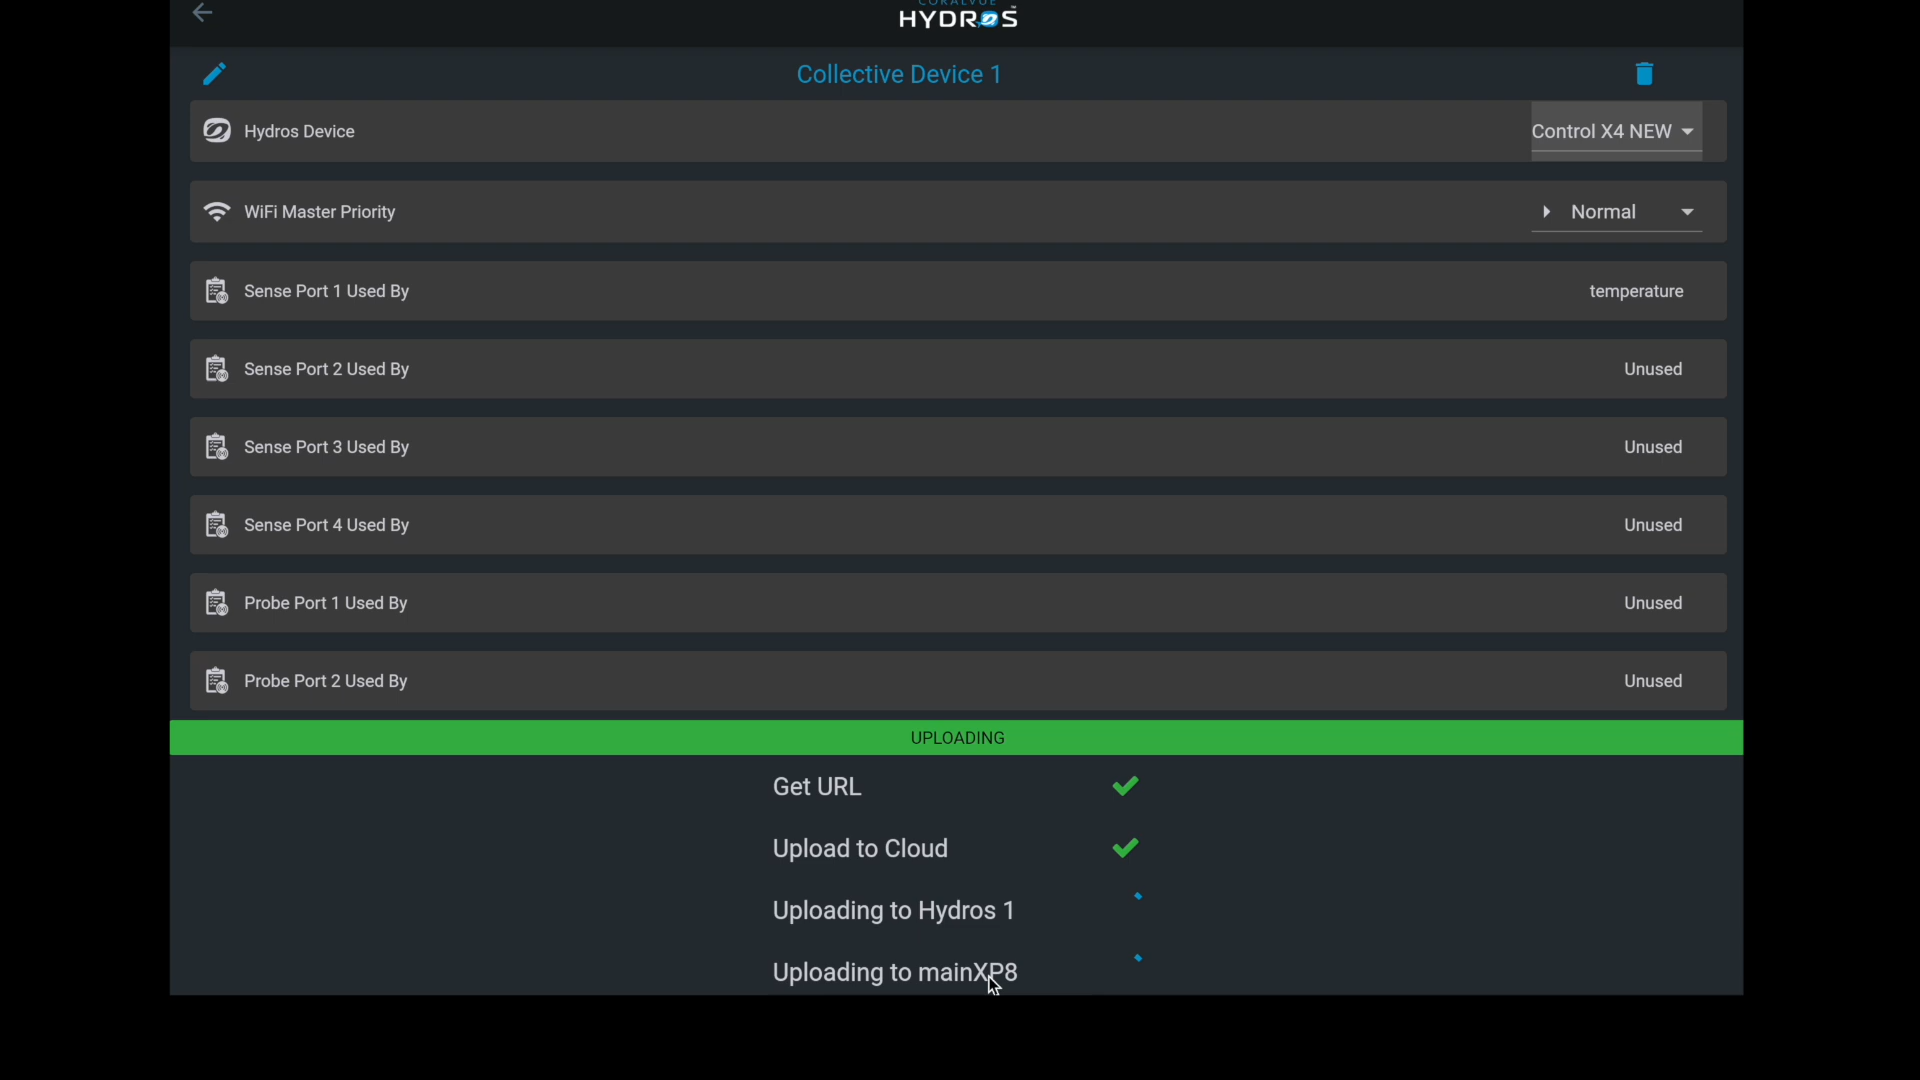 CORALVUE
HYDROS
Collective Device 1
Hydros Device
Control X4 NEW
WiFi Master Priority
Normal
Sense Port 1 Used By
temperature
Sense Port 2 Used By
Unused
Sense Port 3 Used By
Unused
Sense Port 4 Used By
Unused
Probe Port 1 Used By
Unused
Probe Port 2 Used By
Unused
UPLOADING
Get URL
Upload to Cloud
Uploading to Hydros 1
Uploading to mainXP8